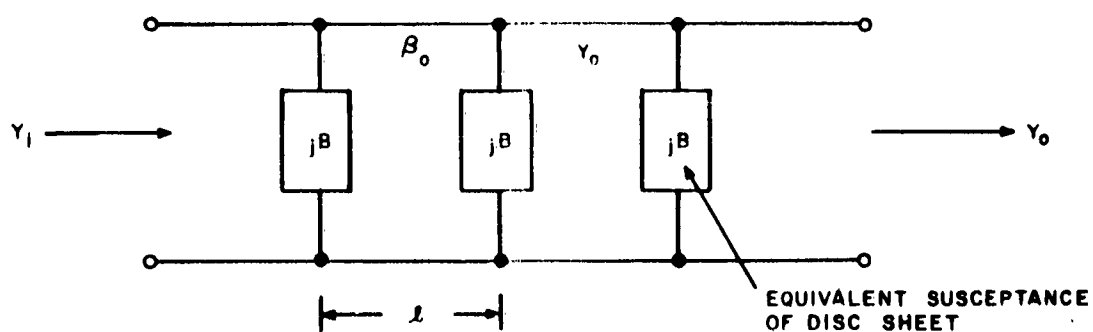 β₀ Y₀
Y₁ jB jB jB Y₀
ℓ
EQUIVALENT SUSCEPTANCE
OF DISC SHEET